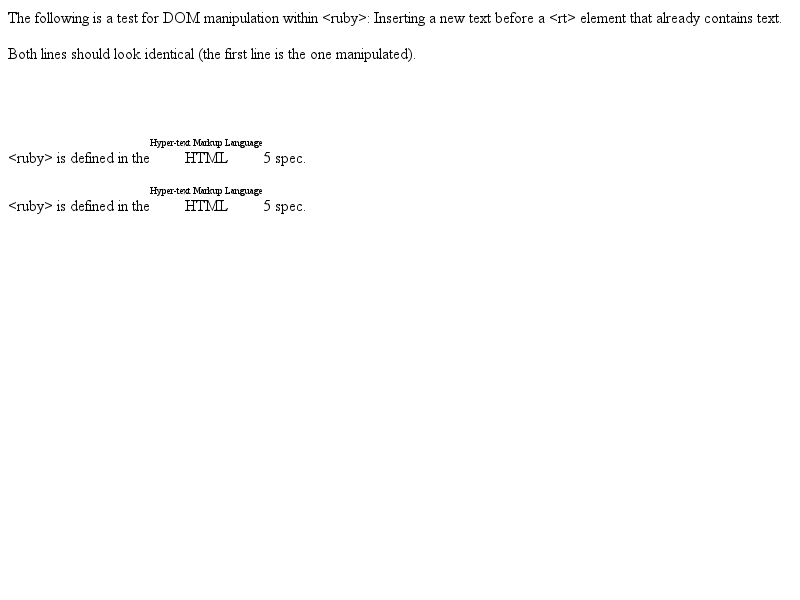 The following is a test for DOM manipulation within <ruby>: Inserting a new text before a <rt> element that already contains text.
Both lines should look identical (the first line is the one manipulated).
Hyper-text Markup Language
<ruby> is defined in the HTML 5 spec.
Hyper-text Markup Language
<ruby> is defined in the HTML 5 spec.